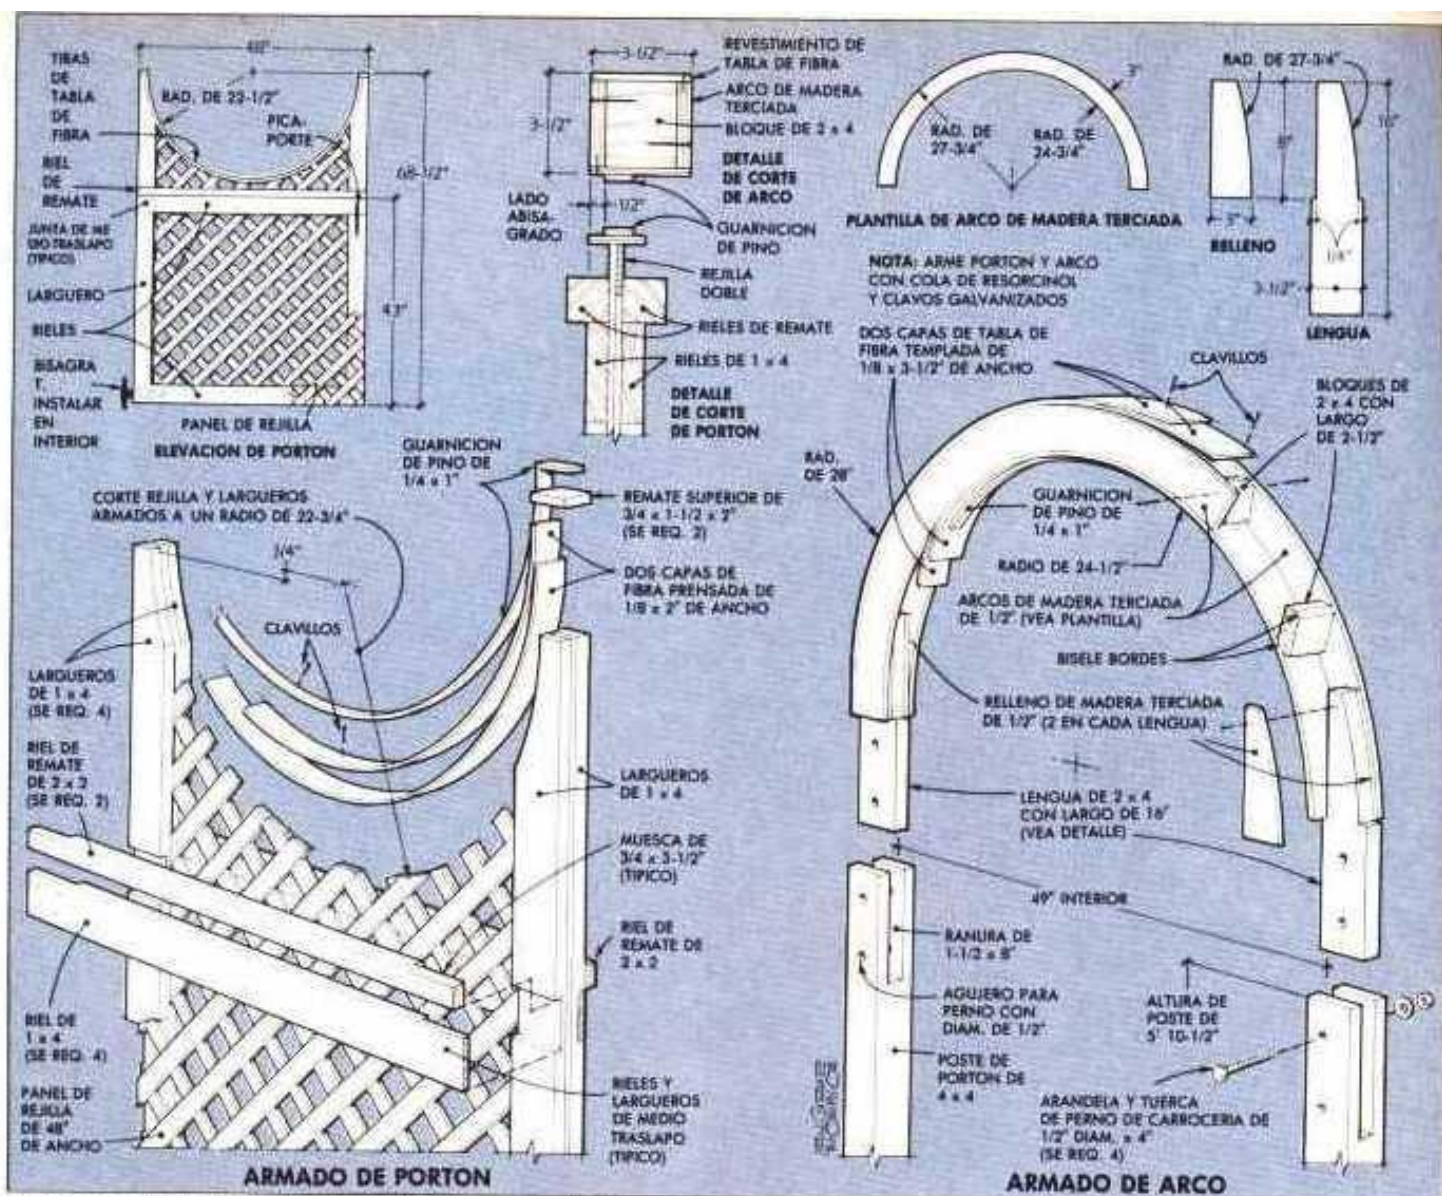 TIRAS
DE
TABLA
DE
FIBRA
RIEL
DE
REMATE
JUNTA DE ME
DIO TRASLAPO
(TIPICO)
LARGUERO
RIELES
BISAGRA
T.
INSTALAR
EN
INTERIOR
RAD. DE 22-1/2"
PICA-
PORTE
68-1/2"
43"
PANEL DE REJILLA
ELEVACION DE PORTON
3-1/2"
3-1/2"
REVESTIMIENTO DE
TABLA DE FIBRA
ARCO DE MADERA
TERCIADA
BLOQUE DE 2 x 4
DETALLE
DE CORTE
DE ARCO
LADO
ABISA-
GRADO
1/2"
GUARNICION
DE PINO
REJILLA
DOBLE
RIELES DE REMATE
RIELES DE 1 x 4
DETALLE
DE CORTE
DE PORTON
3"
RAD. DE
27-3/4"
RAD. DE
24-3/4"
PLANTILLA DE ARCO DE MADERA TERCIADA
NOTA: ARME PORTON Y ARCO
CON COLA DE RESORCINOL
Y CLAVOS GALVANIZADOS
RAD. DE 27-3/4"
8"
16"
3"
RELLENO
1/4"
3-1/2"
LENGUA
CORTE REJILLA Y LARGUEROS
ARMADOS A UN RADIO DE 22-3/4"
3/4"
GUARNICION
DE PINO DE
1/4 x 1"
REMATE SUPERIOR DE
3/4 x 1-1/2 x 2"
(SE REQ. 2)
DOS CAPAS DE
FIBRA PRENSADA DE
1/8 x 2" DE ANCHO
CLAVILLOS
LARGUEROS
DE 1 x 4
(SE REQ. 4)
RIEL DE
REMATE
DE 2 x 2
(SE REQ. 2)
LARGUEROS
DE 1 x 4
MUESCA DE
3/4 x 3-1/2"
(TIPICO)
RIEL DE
REMATE DE
2 x 2
RIEL DE
1 x 4
(SE REQ. 4)
PANEL DE
REJILLA
DE 48"
DE ANCHO
RIELES Y
LARGUEROS
DE MEDIO
TRASLAPO
(TIPICO)
ARMADO DE PORTON
DOS CAPAS DE TABLA DE
FIBRA TEMPLADA DE
1/8 x 3-1/2" DE ANCHO
CLAVILLOS
BLOQUES DE
2 x 4 CON
LARGO
DE 2-1/2"
RAD.
DE 28"
GUARNICION
DE PINO DE
1/4 x 1"
RADIO DE 24-1/2"
ARCOS DE MADERA TERCIADA
DE 1/2" (VEA PLANTILLA)
BISELE BORDES
RELLENO DE MADERA TERCIADA
DE 1/2" (2 EN CADA LENGUA)
LENGUA DE 2 x 4
CON LARGO DE 16"
(VEA DETALLE)
49" INTERIOR
RANURA DE
1-1/2 x 8"
AGUJERO PARA
PERNO CON
DIAM. DE 1/2"
POSTE DE
PORTON DE
4 x 4
ALTURA DE
POSTE DE
5' 10-1/2"
ARANDELA Y TUERCA
DE PERNO DE CARROCERIA DE
1/2" DIAM. x 4"
(SE REQ. 4)
ARMADO DE ARCO